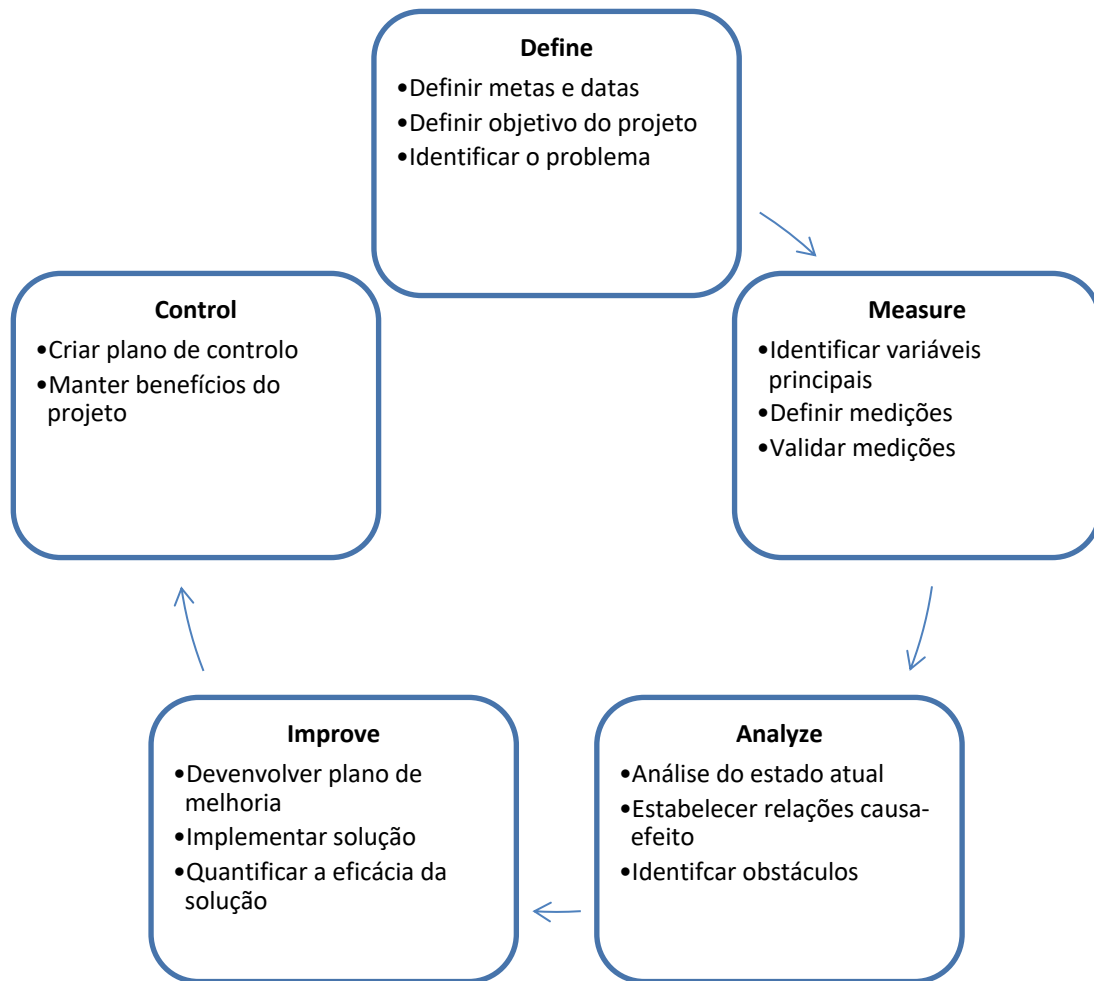 Define
•Definir metas e datas
•Definir objetivo do projeto
•Identificar o problema
Measure
•Identificar variáveis
principais
•Definir medições
•Validar medições
Analyze
•Análise do estado atual
•Estabelecer relações causa-
efeito
•Identifcar obstáculos
Improve
•Devenvolver plano de
melhoria
•Implementar solução
•Quantificar a eficácia da
solução
Control
•Criar plano de controlo
•Manter benefícios do
projeto